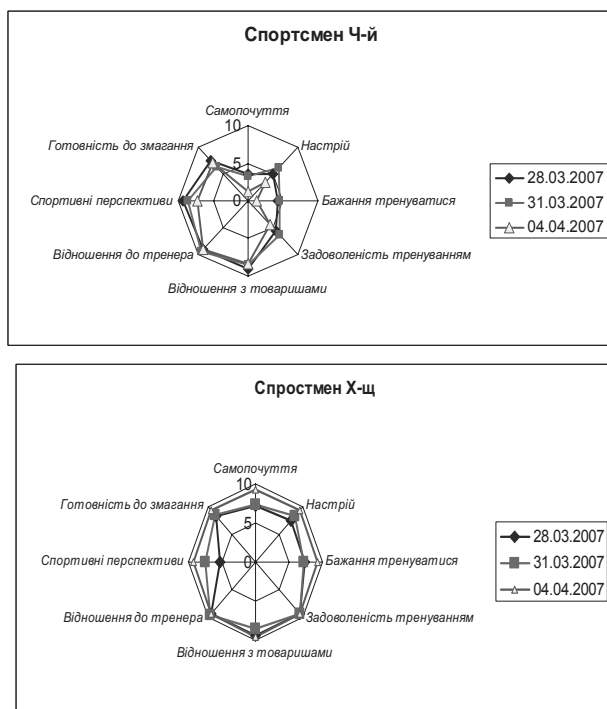 Спортсмен Ч-й
Самопочуття
10
Готовність до змагання
Настрій
5
Спортивні перспективи
0
Бажання тренуватися
Відношення до тренера
Задоволеність тренуванням
Відношення з товаришами
28.03.2007
31.03.2007
04.04.2007
Спростмен Х-щ
Самопочуття
10
Готовність до змагання
Настрій
5
Спортивні перспективи
0
Бажання тренуватися
Відношення до тренера
Задоволеність тренуванням
Відношення з товаришами
28.03.2007
31.03.2007
04.04.2007